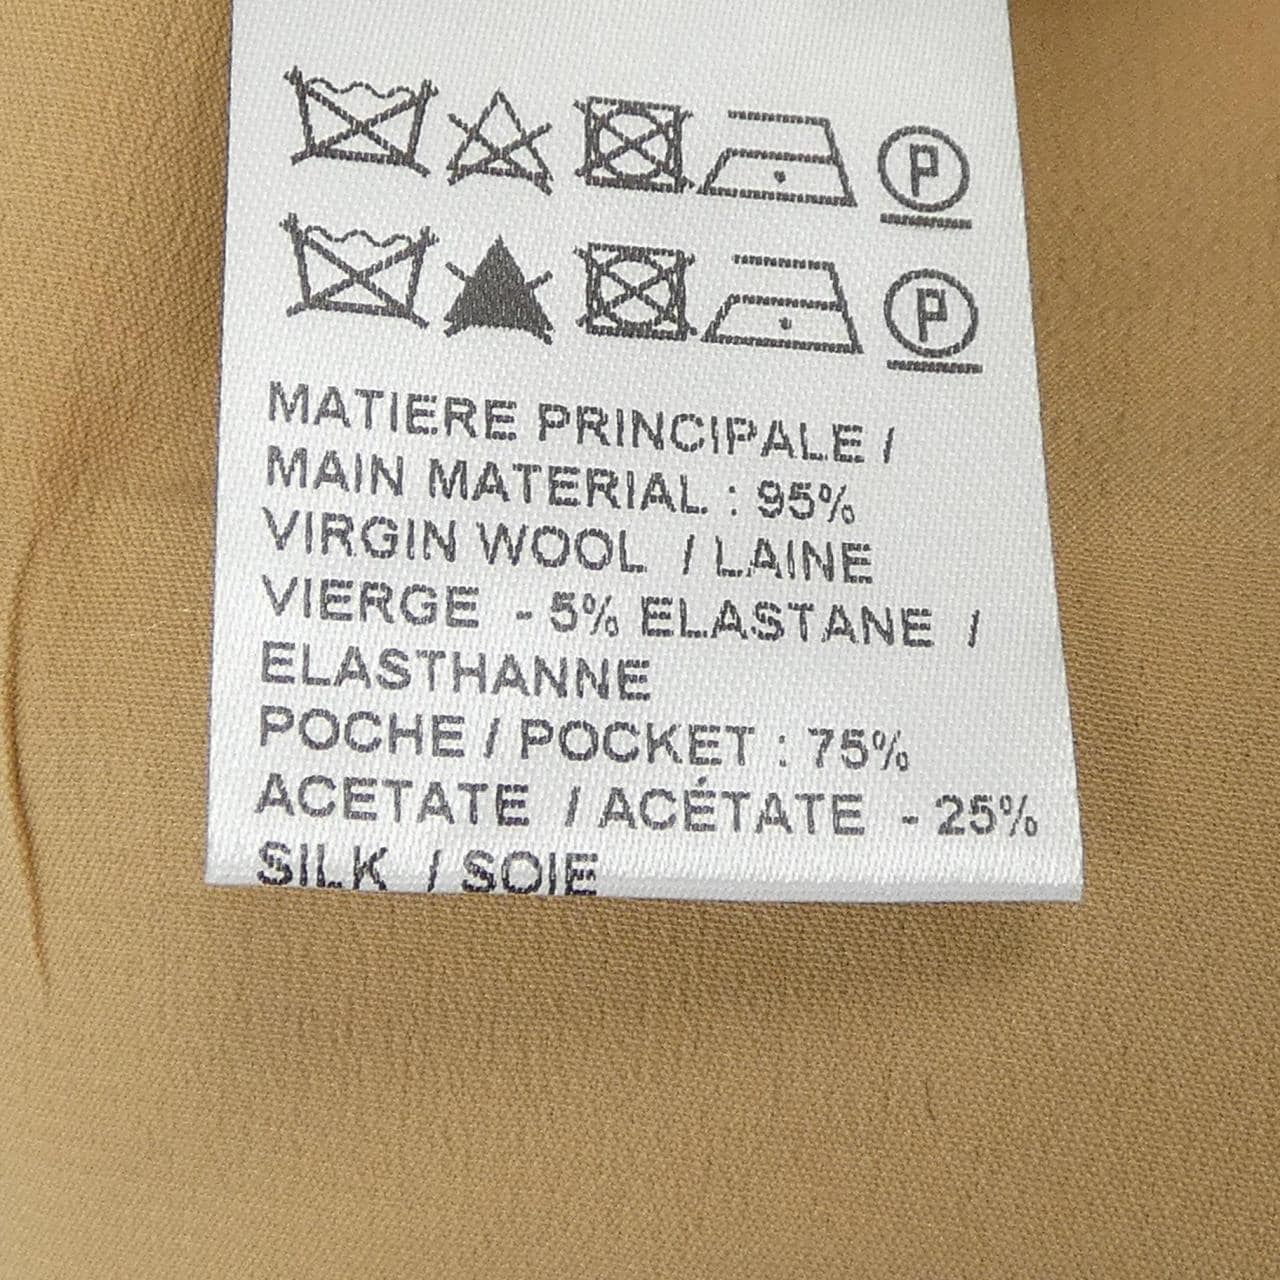 P
P
MATIERE PRINCIPALE /
MAIN MATERIAL : 95%
VIRGIN WOOL / LAINE
VIERGE - 5% ELASTANE /
ELASTHANNE
POCHE / POCKET : 75%
ACETATE / ACÉTATE - 25%
SILK / SOIE